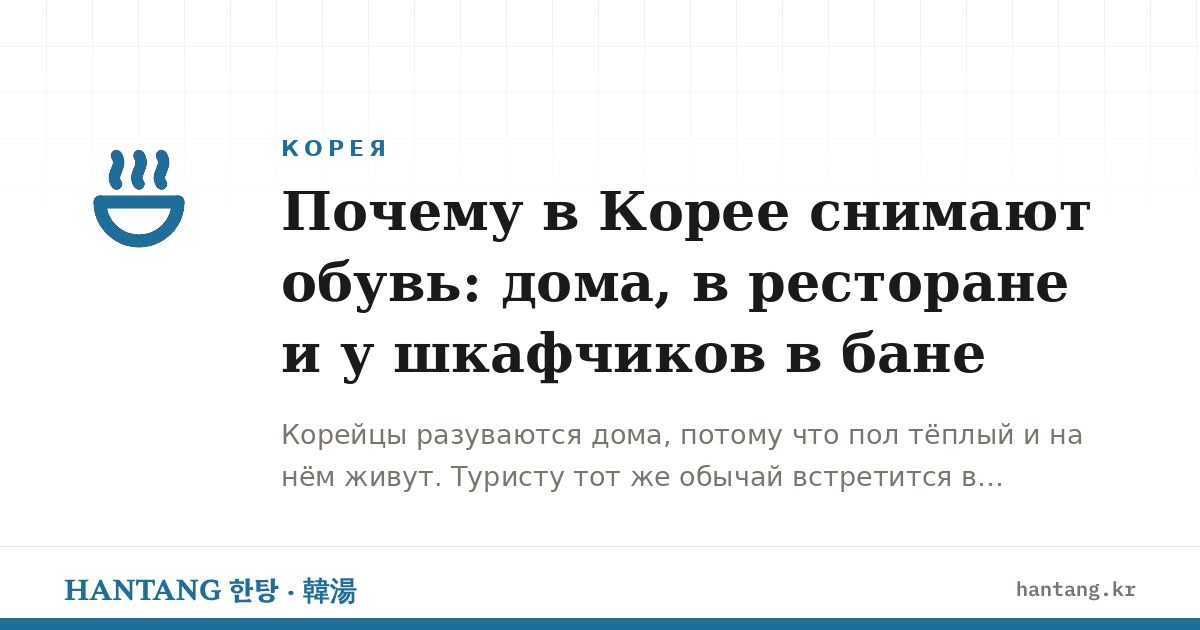 КОРЕЯ
Почему в Корее снимают
обувь: дома, в ресторане
и у шкафчиков в бане
Корейцы разуваются дома, потому что пол тёплый и на
нём живут. Туристу тот же обычай встретится в…
HANTANG 한탕 · 韓湯
hantang.kr